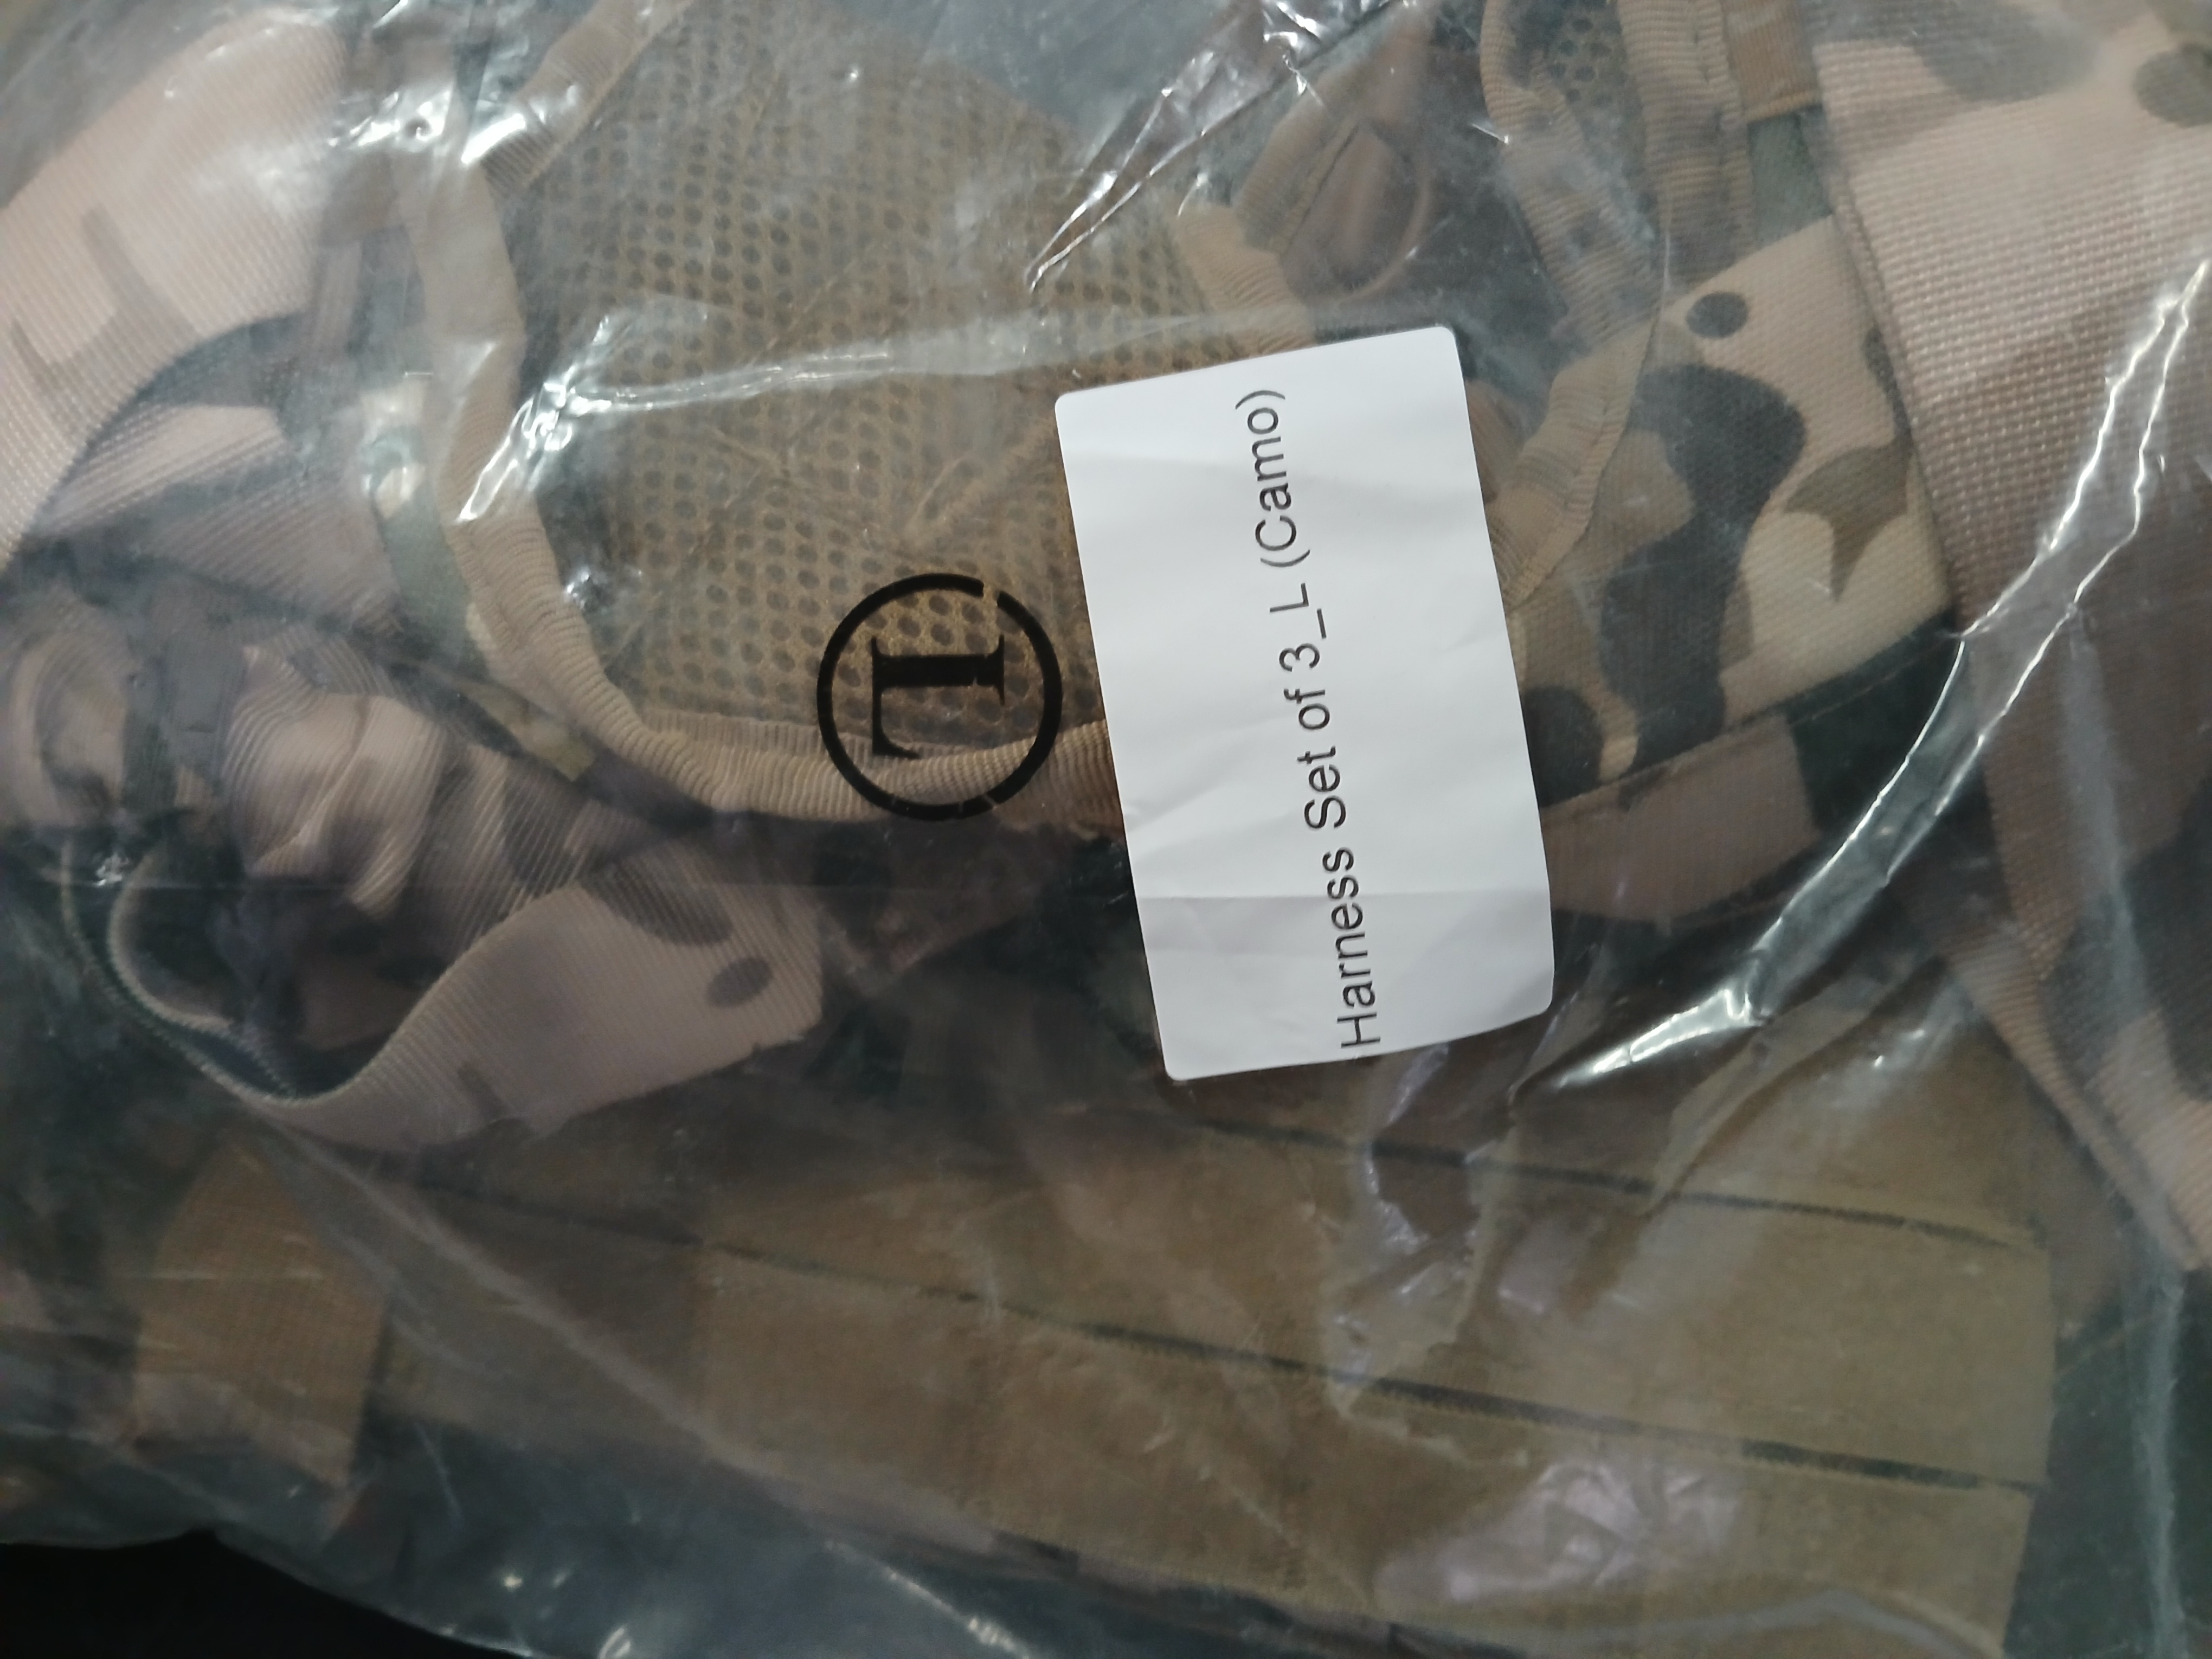 L
Harness Set of 3_L (Camo)